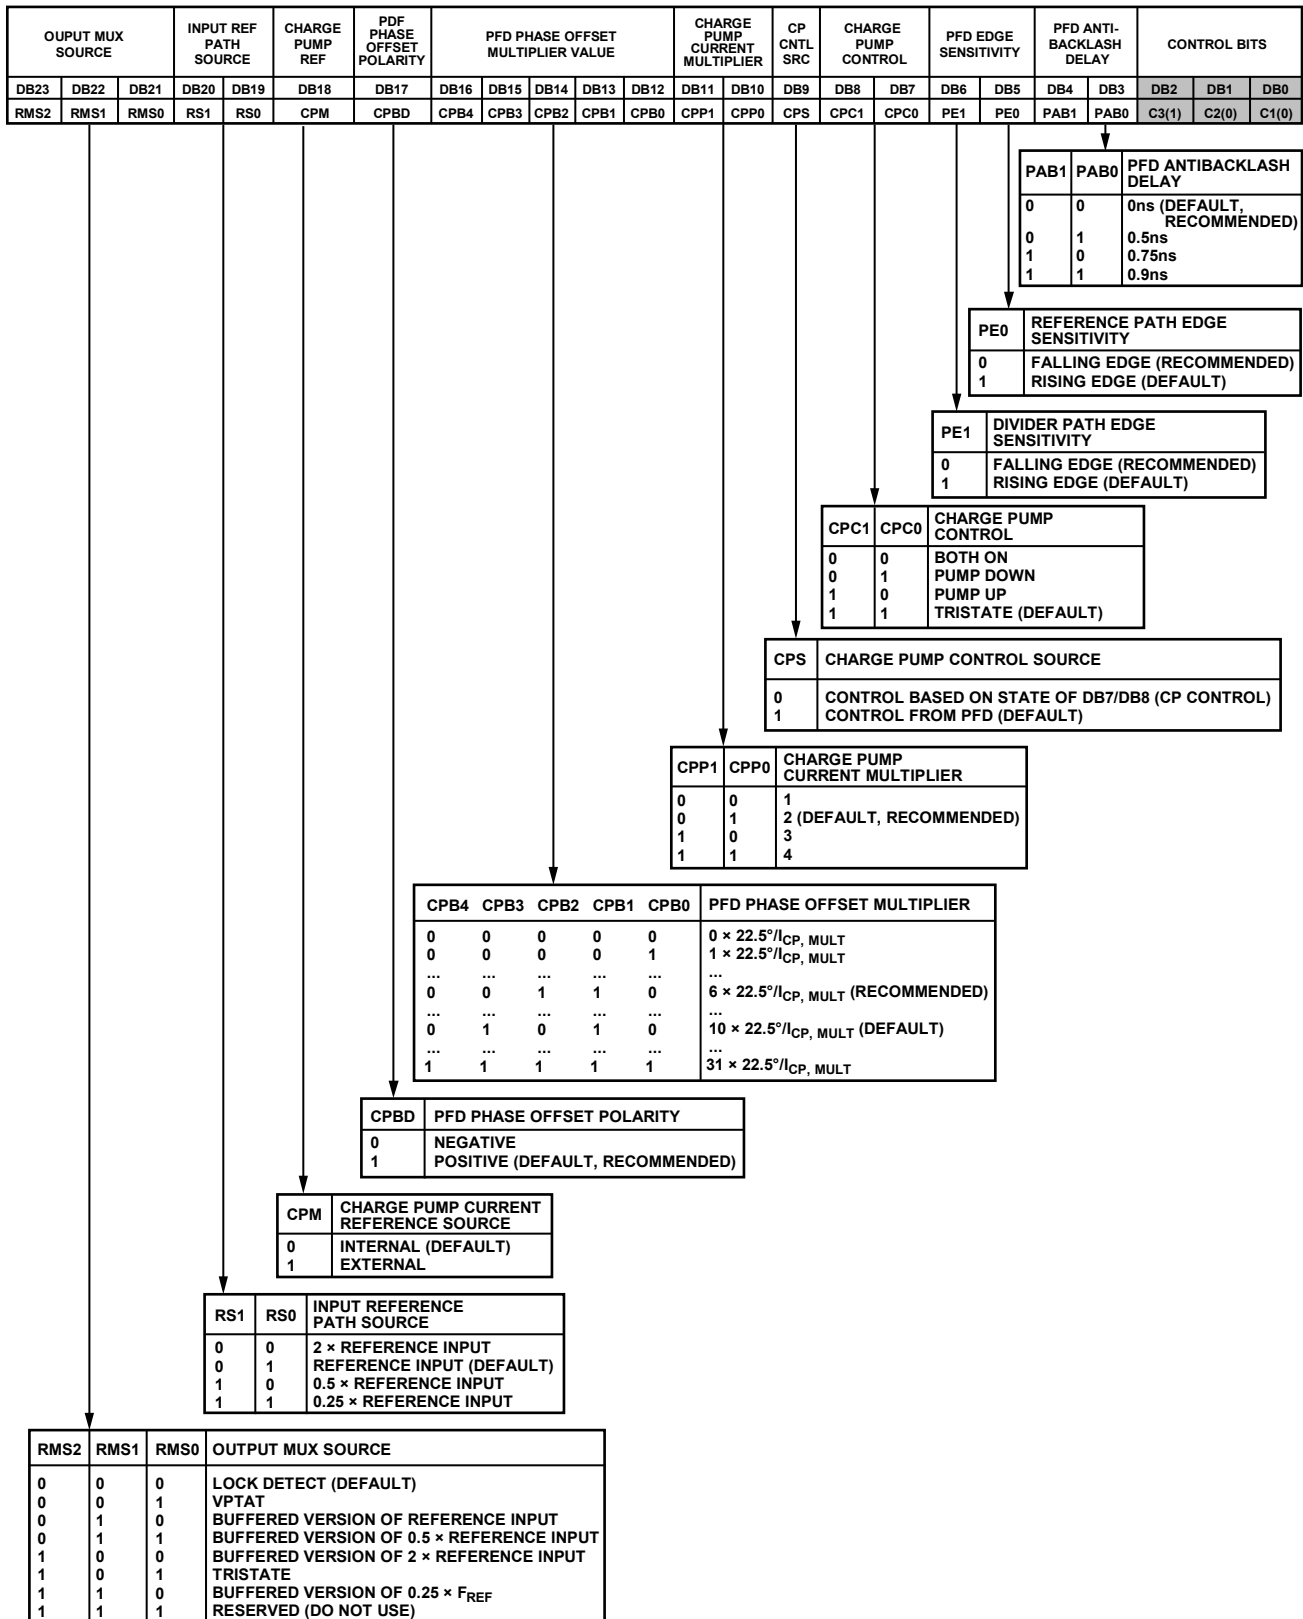 OUPUT MUX SOURCE | INPUT REF PATH SOURCE | CHARGE PUMP REF | PDF PHASE OFFSET POLARITY | PFD PHASE OFFSET MULTIPLIER VALUE | CHARGE PUMP CURRENT MULTIPLIER | CP CNTL SRC | CHARGE PUMP CONTROL | PFD EDGE SENSITIVITY | PFD ANTI-BACKLASH DELAY | CONTROL BITS
DB23 DB22 DB21 DB20 DB19 DB18 DB17 DB16 DB15 DB14 DB13 DB12 DB11 DB10 DB9 DB8 DB7 DB6 DB5 DB4 DB3 DB2 DB1 DB0
RMS2 RMS1 RMS0 RS1 RS0 CPM CPBD CPB4 CPB3 CPB2 CPB1 CPB0 CPP1 CPP0 CPS CPC1 CPC0 PE1 PE0 PAB1 PAB0 C3(1) C2(0) C1(0)
PAB1 PAB0 PFD ANTIBACKLASH
DELAY
0 0 0ns (DEFAULT,
RECOMMENDED)
0 1 0.5ns
1 0 0.75ns
1 1 0.9ns
PE0 REFERENCE PATH EDGE
SENSITIVITY
0 FALLING EDGE (RECOMMENDED)
1 RISING EDGE (DEFAULT)
PE1 DIVIDER PATH EDGE
SENSITIVITY
0 FALLING EDGE (RECOMMENDED)
1 RISING EDGE (DEFAULT)
CPC1 CPC0 CHARGE PUMP
CONTROL
0 0 BOTH ON
0 1 PUMP DOWN
1 0 PUMP UP
1 1 TRISTATE (DEFAULT)
CPS CHARGE PUMP CONTROL SOURCE
0 CONTROL BASED ON STATE OF DB7/DB8 (CP CONTROL)
1 CONTROL FROM PFD (DEFAULT)
CPP1 CPP0 CHARGE PUMP
CURRENT MULTIPLIER
0 0 1
0 1 2 (DEFAULT, RECOMMENDED)
1 0 3
1 1 4
CPB4 CPB3 CPB2 CPB1 CPB0 PFD PHASE OFFSET MULTIPLIER
0 0 0 0 0 0 × 22.5°/ICP, MULT
0 0 0 0 1 1 × 22.5°/ICP, MULT
... ... ... ... ... ...
0 0 1 1 0 6 × 22.5°/ICP, MULT (RECOMMENDED)
... ... ... ... ... ...
0 1 0 1 0 10 × 22.5°/ICP, MULT (DEFAULT)
... ... ... ... ... ...
1 1 1 1 1 31 × 22.5°/ICP, MULT
CPBD PFD PHASE OFFSET POLARITY
0 NEGATIVE
1 POSITIVE (DEFAULT, RECOMMENDED)
CPM CHARGE PUMP CURRENT
REFERENCE SOURCE
0 INTERNAL (DEFAULT)
1 EXTERNAL
RS1 RS0 INPUT REFERENCE
PATH SOURCE
0 0 2 × REFERENCE INPUT
0 1 REFERENCE INPUT (DEFAULT)
1 0 0.5 × REFERENCE INPUT
1 1 0.25 × REFERENCE INPUT
RMS2 RMS1 RMS0 OUTPUT MUX SOURCE
0 0 0 LOCK DETECT (DEFAULT)
0 0 1 VPTAT
0 1 0 BUFFERED VERSION OF REFERENCE INPUT
0 1 1 BUFFERED VERSION OF 0.5 × REFERENCE INPUT
1 0 0 BUFFERED VERSION OF 2 × REFERENCE INPUT
1 0 1 TRISTATE
1 1 0 BUFFERED VERSION OF 0.25 × FREF
1 1 1 RESERVED (DO NOT USE)